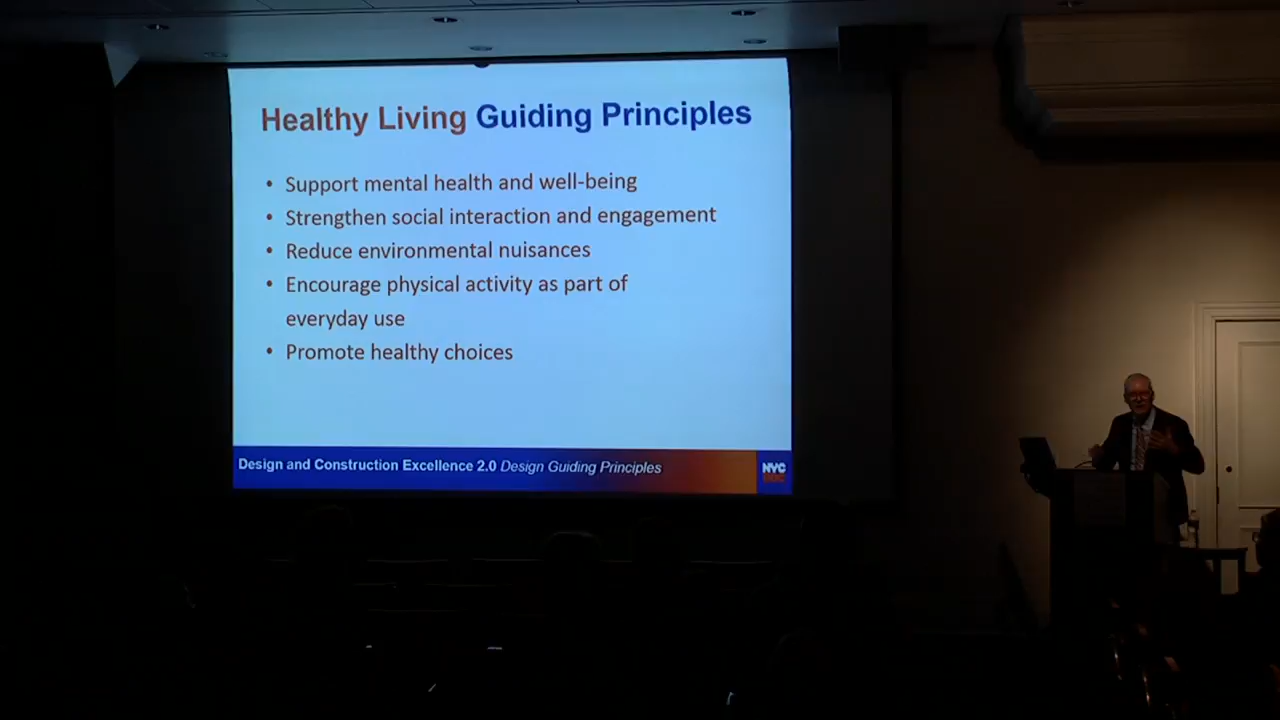 Healthy Living Guiding Principles
• Support mental health and well-being
• Strengthen social interaction and engagement
• Reduce environmental nuisances
• Encourage physical activity as part of
everyday use
• Promote healthy choices
Design and Construction Excellence 2.0 Design Guiding Principles
NYC